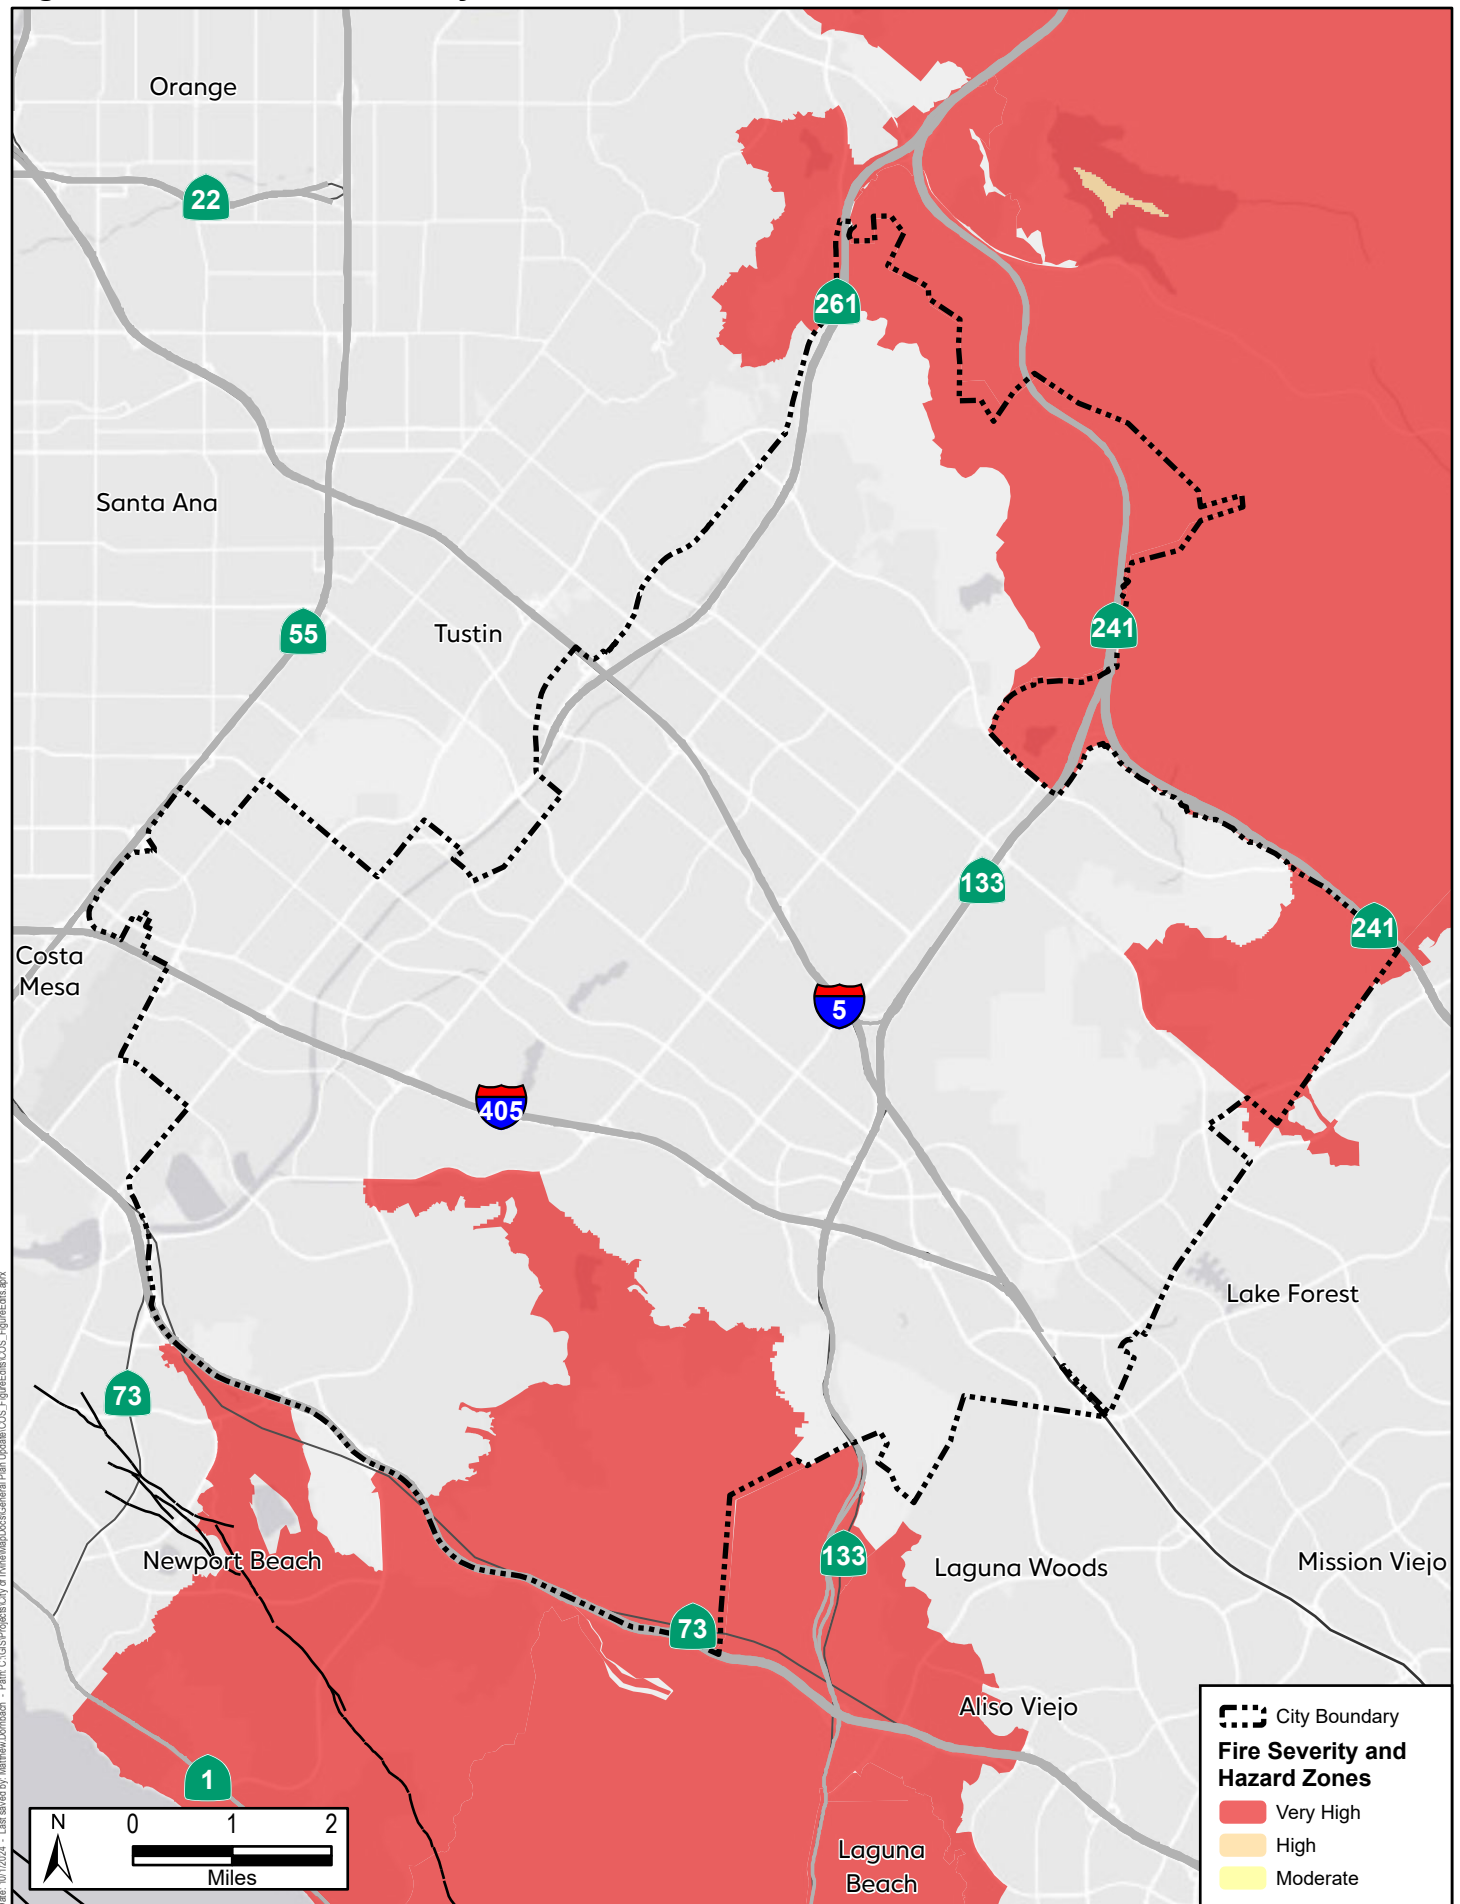 Orange
22
261
Santa Ana
55
Tustin
241
133
241
Costa
Mesa
5
405
Lake Forest
73
Newport Beach
133
Laguna Woods
Mission Viejo
73
Aliso Viejo
1
Laguna
Beach
City Boundary
Fire Severity and
Hazard Zones
Very High
High
Moderate
N
0 1 2
Miles